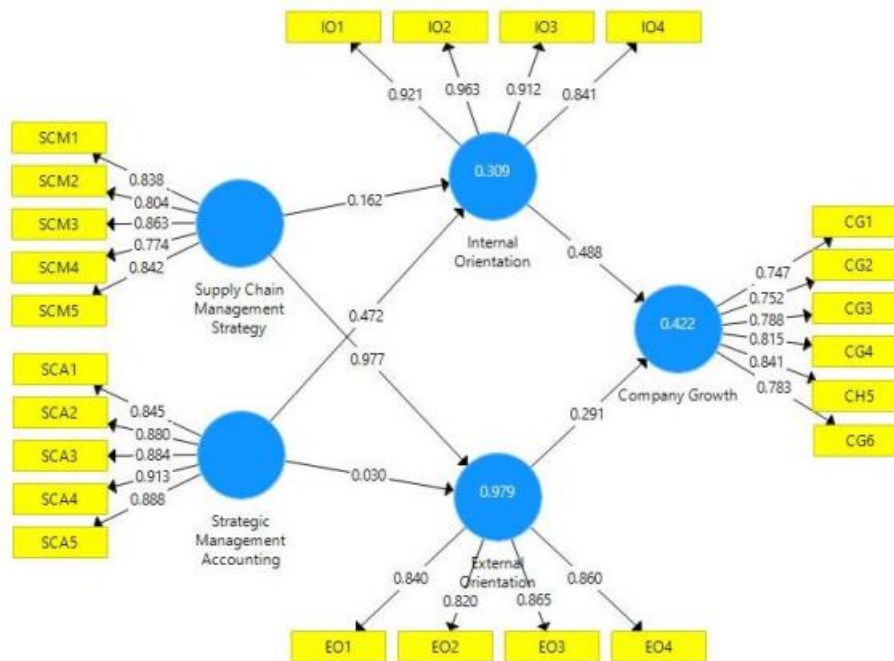 IO1
IO2
IO3
IO4
0.921
0.963
0.912
0.841
SCM1
SCM2
SCM3
SCM4
SCM5
0.838
0.804
0.863
0.774
0.842
Supply Chain
Management
Strategy
0.162
0.309
Internal
Orientation
0.472
0.977
0.488
CG1
CG2
CG3
CG4
CH5
CG6
0.747
0.752
0.788
0.815
0.841
0.783
0.422
Company Growth
SCA1
SCA2
SCA3
SCA4
SCA5
0.845
0.880
0.884
0.913
0.888
Strategic
Management
Accounting
0.030
0.291
0.979
External
Orientation
0.840
0.820
0.865
0.860
EO1
EO2
EO3
EO4